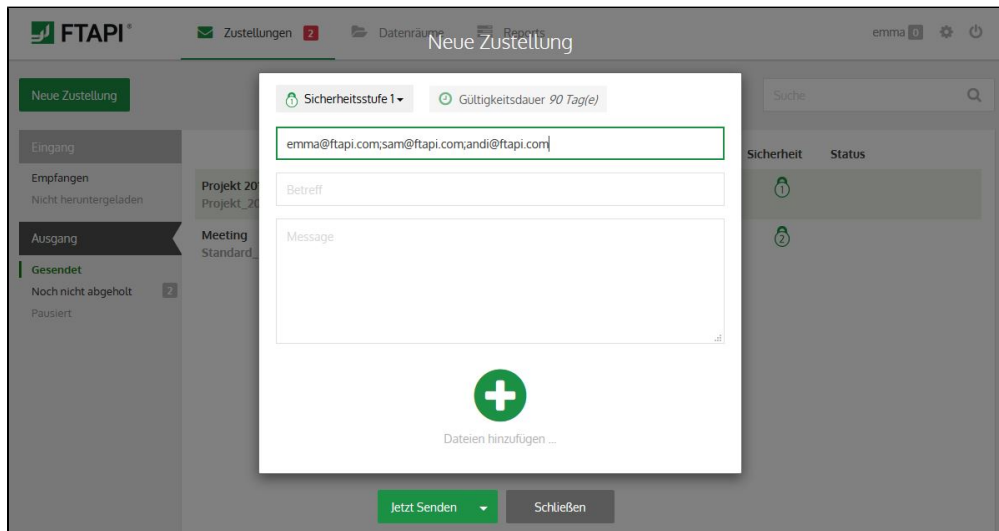 FTAPI®
Zustellungen 2
Datenräume
Reports
emma 0
Neue Zustellung
Neue Zustellung
Suche
1 Sicherheitsstufe 1
Gültigkeitsdauer 90 Tag(e)
emma@ftapi.com;sam@ftapi.com;andi@ftapi.com
Betreff
Message
Dateien hinzufügen ...
Jetzt Senden
Schließen
Eingang
Empfangen
Nicht heruntergeladen
Ausgang
Gesendet
Noch nicht abgeholt 2
Pausiert
Sicherheit Status
Projekt 20
Projekt_20
1
Meeting
Standard_
2